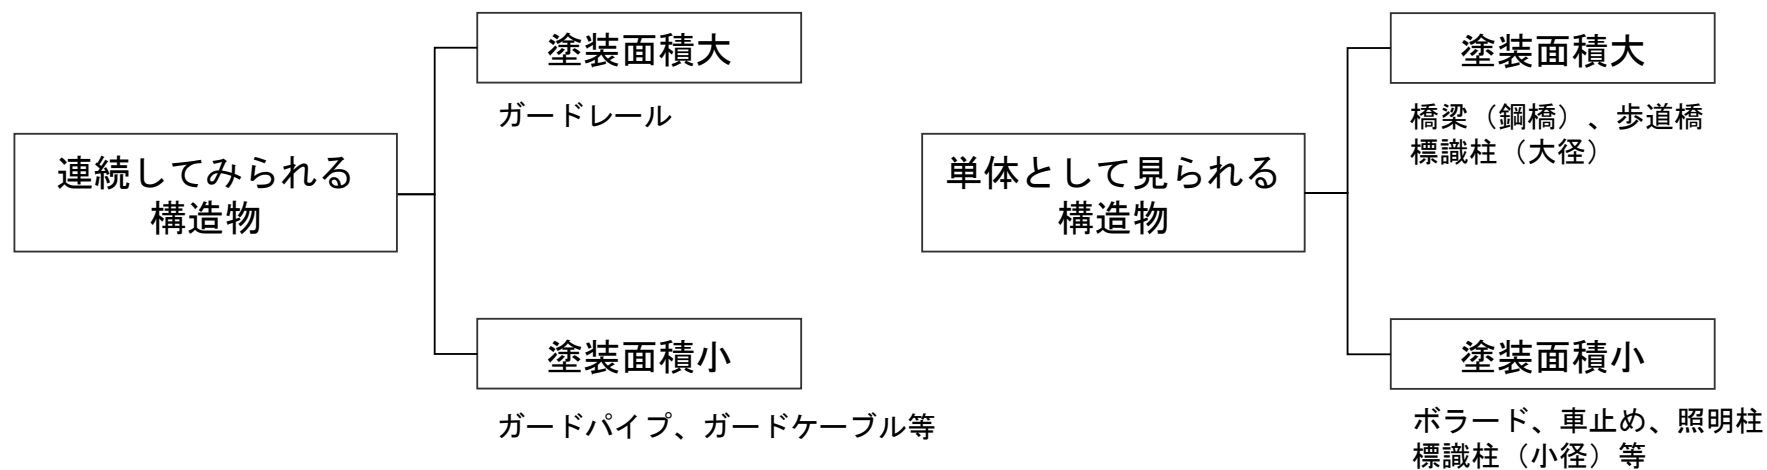 連続してみられる
構造物
塗装面積大
ガードレール
塗装面積小
ガードパイプ、ガードケーブル等
単体として見られる
構造物
塗装面積大
橋梁（鋼橋）、歩道橋
標識柱（大径）
塗装面積小
ボラード、車止め、照明柱
標識柱（小径）等